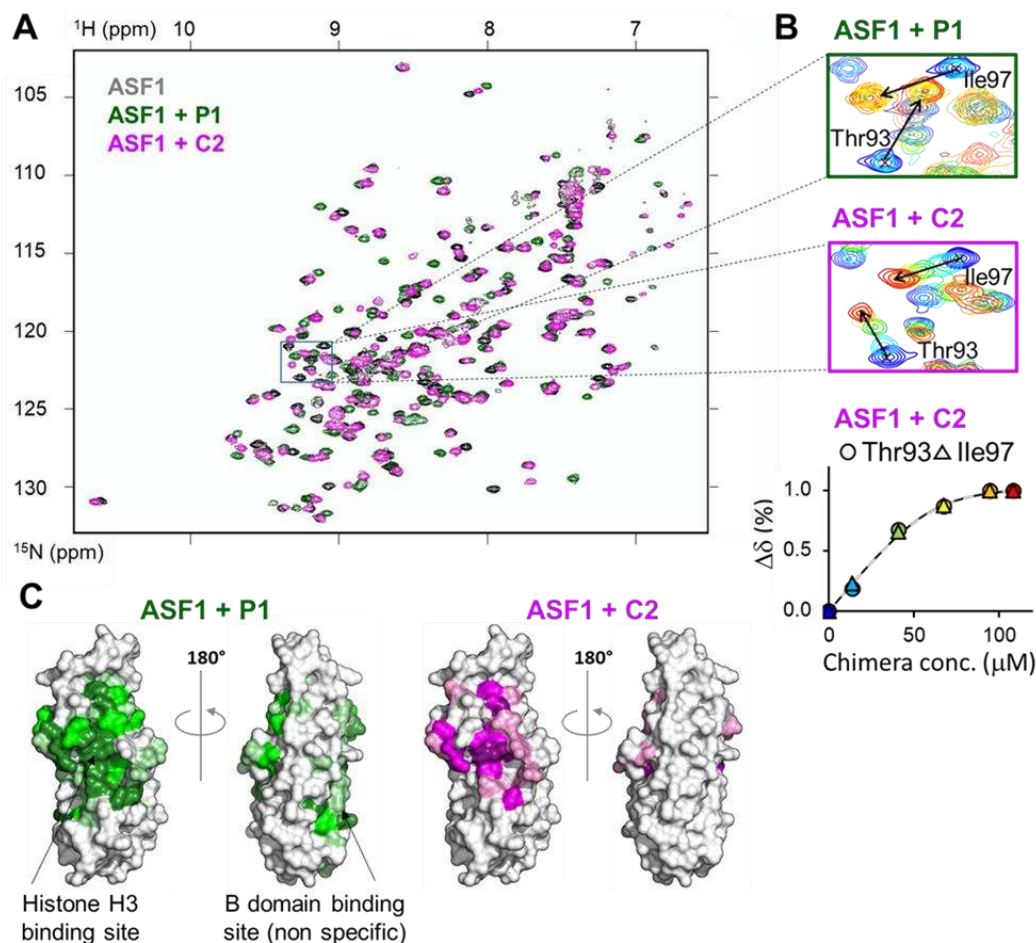 A
¹H (ppm)
10
9
8
7
ASF1
ASF1 + P1
ASF1 + C2
105
110
115
120
125
130
¹⁵N (ppm)
B
ASF1 + P1
Ile97
Thr93
ASF1 + C2
Ile97
Thr93
ASF1 + C2
○ Thr93 △ Ile97
Δδ (%)
1.0
0.5
0.0
0
50
100
Chimera conc. (μM)
C
ASF1 + P1
180°
Histone H3
binding site
B domain binding
site (non specific)
ASF1 + C2
180°